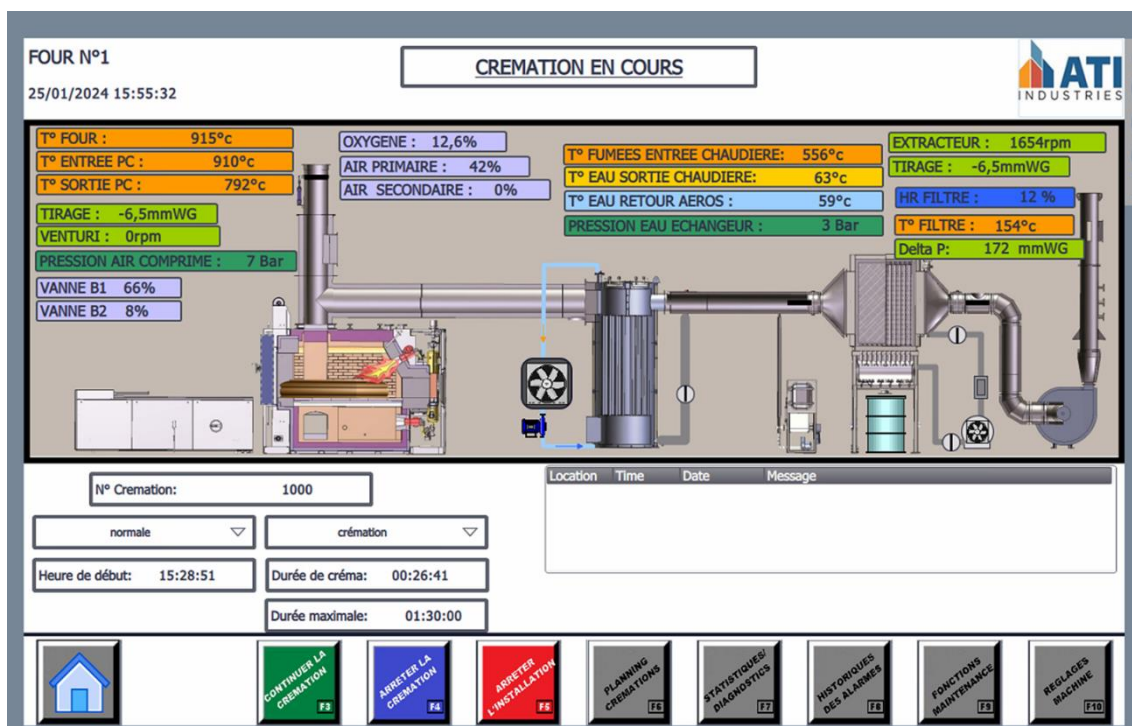 FOUR Nº1
25/01/2024 15:55:32
CREMATION EN COURS
ATI
INDUSTRIES
T° FOUR : 915°c
T° ENTREE PC : 910°c
T° SORTIE PC : 792°c
TIRAGE : -6,5mmWG
VENTURI : 0rpm
PRESSION AIR COMPRIME : 7 Bar
VANNE B1 66%
VANNE B2 8%
OXYGENE : 12,6%
AIR PRIMAIRE : 42%
AIR SECONDAIRE : 0%
T° FUMEES ENTREE CHAUDIERE: 556°c
T° EAU SORTIE CHAUDIERE: 63°c
T° EAU RETOUR AEROS : 59°c
PRESSION EAU ECHANGEUR : 3 Bar
EXTRACTEUR : 1654rpm
TIRAGE : -6,5mmWG
HR FILTRE : 12 %
T° FILTRE : 154°c
Delta P: 172 mmWG
N° Cremation: 1000
normale
crémation
Heure de début: 15:28:51
Durée de créma: 00:26:41
Durée maximale: 01:30:00
Location Time Date Message
CONTINUER LA
CREMATION
F3
ARRETER LA
CREMATION
F4
ARRETER
L'INSTALLATION
F5
PLANNING
CREMATIONS
F6
STATISTIQUES/
DIAGNOSTICS
F7
HISTORIQUES
DES ALARMES
F8
FONCTIONS
MAINTENANCE
F9
REGLAGES
MACHINE
F10